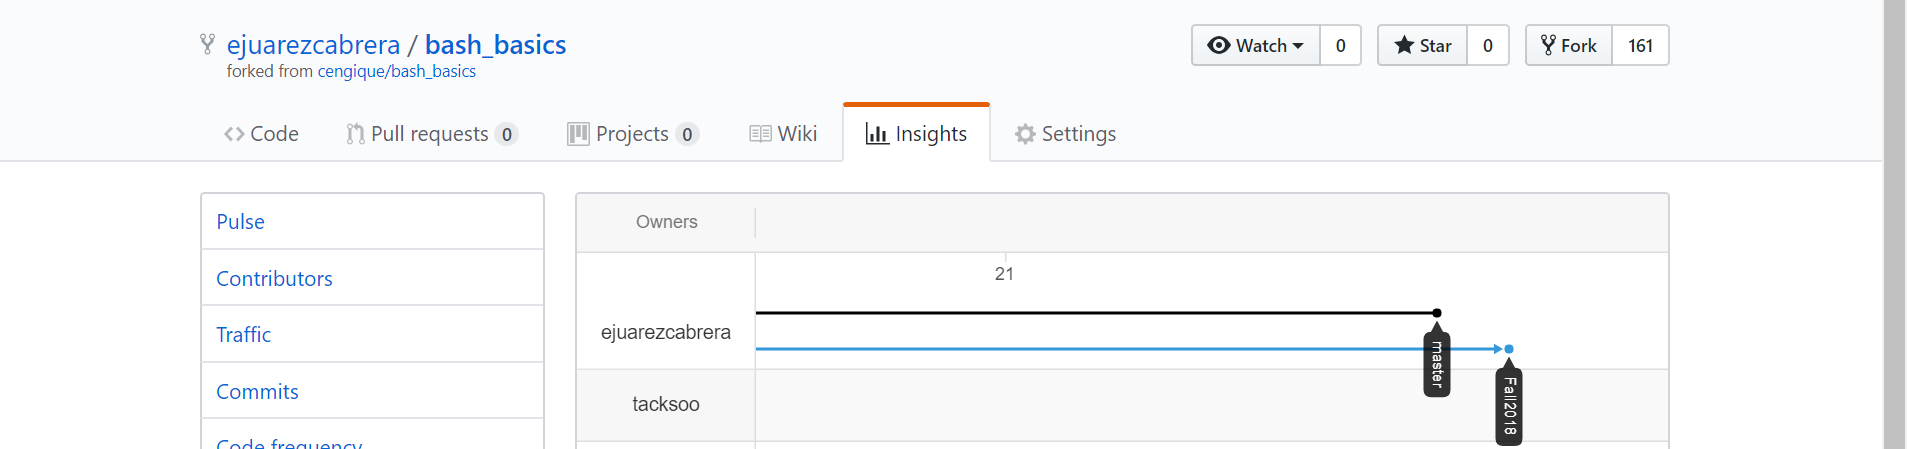 ejuarezcabrera / bash_basics
Watch 0 Star 0 Fork 161
forked from cengique/bash_basics
Code Pull requests 0 Projects 0 Wiki Insights Settings
Pulse
Contributors
Traffic
Commits
Code frequency
Owners
21
ejuarezcabrera
master
Fall2018
tacksoo